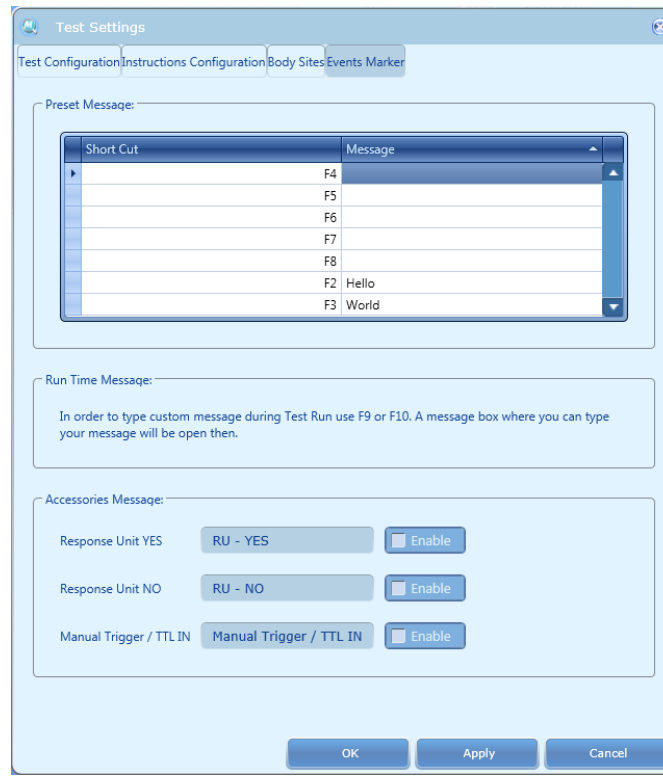 Test Settings
Test Configuration Instructions Configuration Body Sites Events Marker
Preset Message:
Short Cut Message
F4
F5
F6
F7
F8
F2 Hello
F3 World
Run Time Message:
In order to type custom message during Test Run use F9 or F10. A message box where you can type
your message will be open then.
Accessories Message:
Response Unit YES RU - YES Enable
Response Unit NO RU - NO Enable
Manual Trigger / TTL IN Manual Trigger / TTL IN Enable
OK Apply Cancel